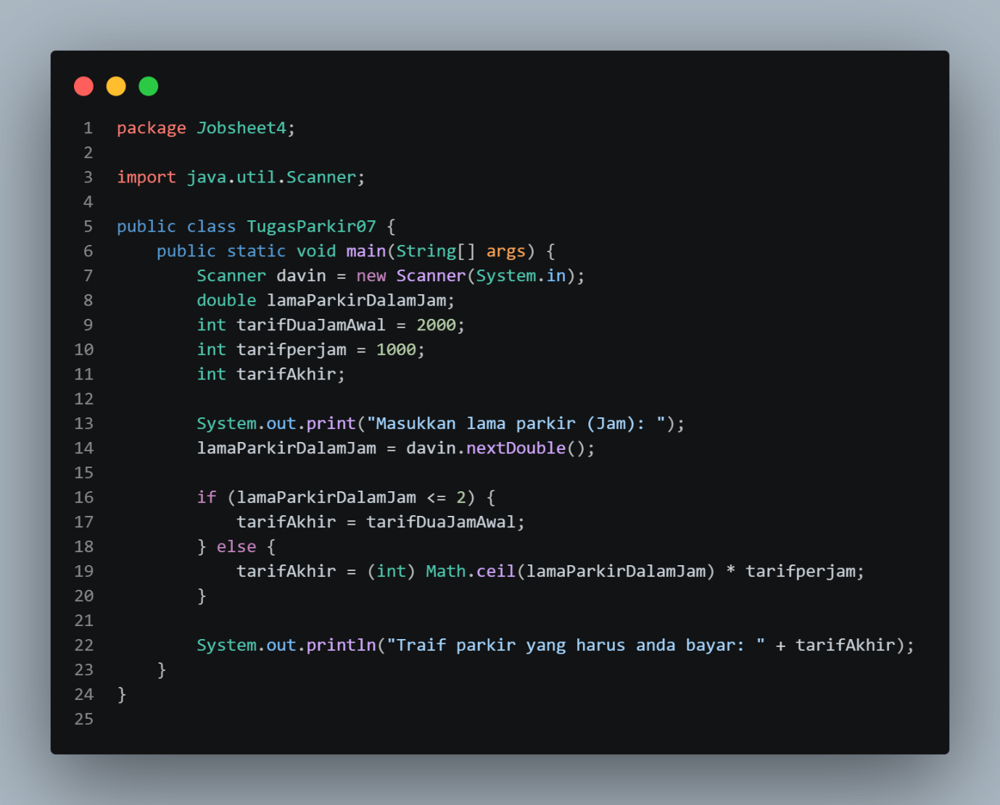 1 package Jobsheet4;
2
3 import java.util.Scanner;
4
5 public class TugasParkir07 {
6     public static void main(String[] args) {
7         Scanner davin = new Scanner(System.in);
8         double lamaParkirDalamJam;
9         int tarifDuaJamAwal = 2000;
10         int tarifperjam = 1000;
11         int tarifAkhir;
12
13         System.out.print("Masukkan lama parkir (Jam): ");
14         lamaParkirDalamJam = davin.nextDouble();
15
16         if (lamaParkirDalamJam <= 2) {
17             tarifAkhir = tarifDuaJamAwal;
18         } else {
19             tarifAkhir = (int) Math.ceil(lamaParkirDalamJam) * tarifperjam;
20         }
21
22         System.out.println("Traif parkir yang harus anda bayar: " + tarifAkhir);
23     }
24 }
25